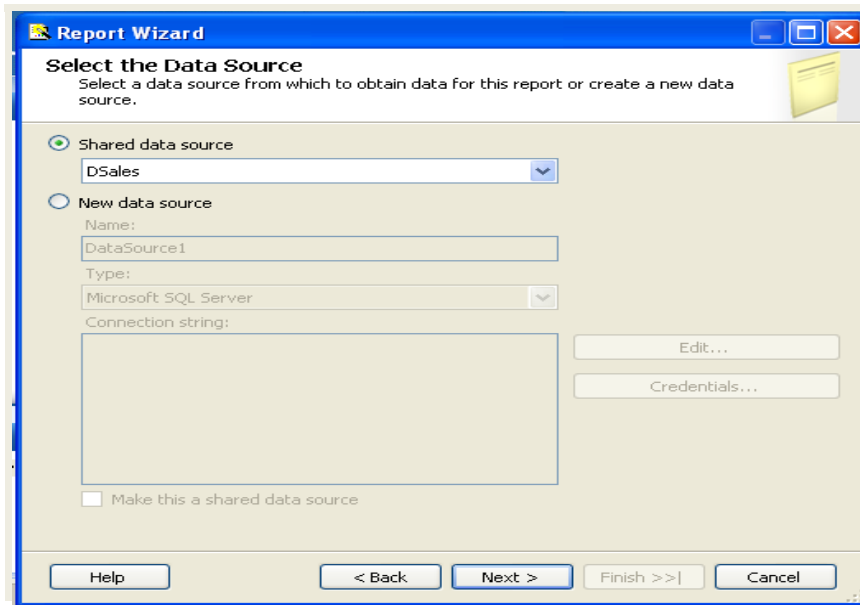 Report Wizard
Select the Data Source
Select a data source from which to obtain data for this report or create a new data
source.
Shared data source
DSales
New data source
Name:
DataSource1
Type:
Microsoft SQL Server
Connection string:
Edit...
Credentials...
Make this a shared data source
Help
< Back
Next >
Finish >>|
Cancel